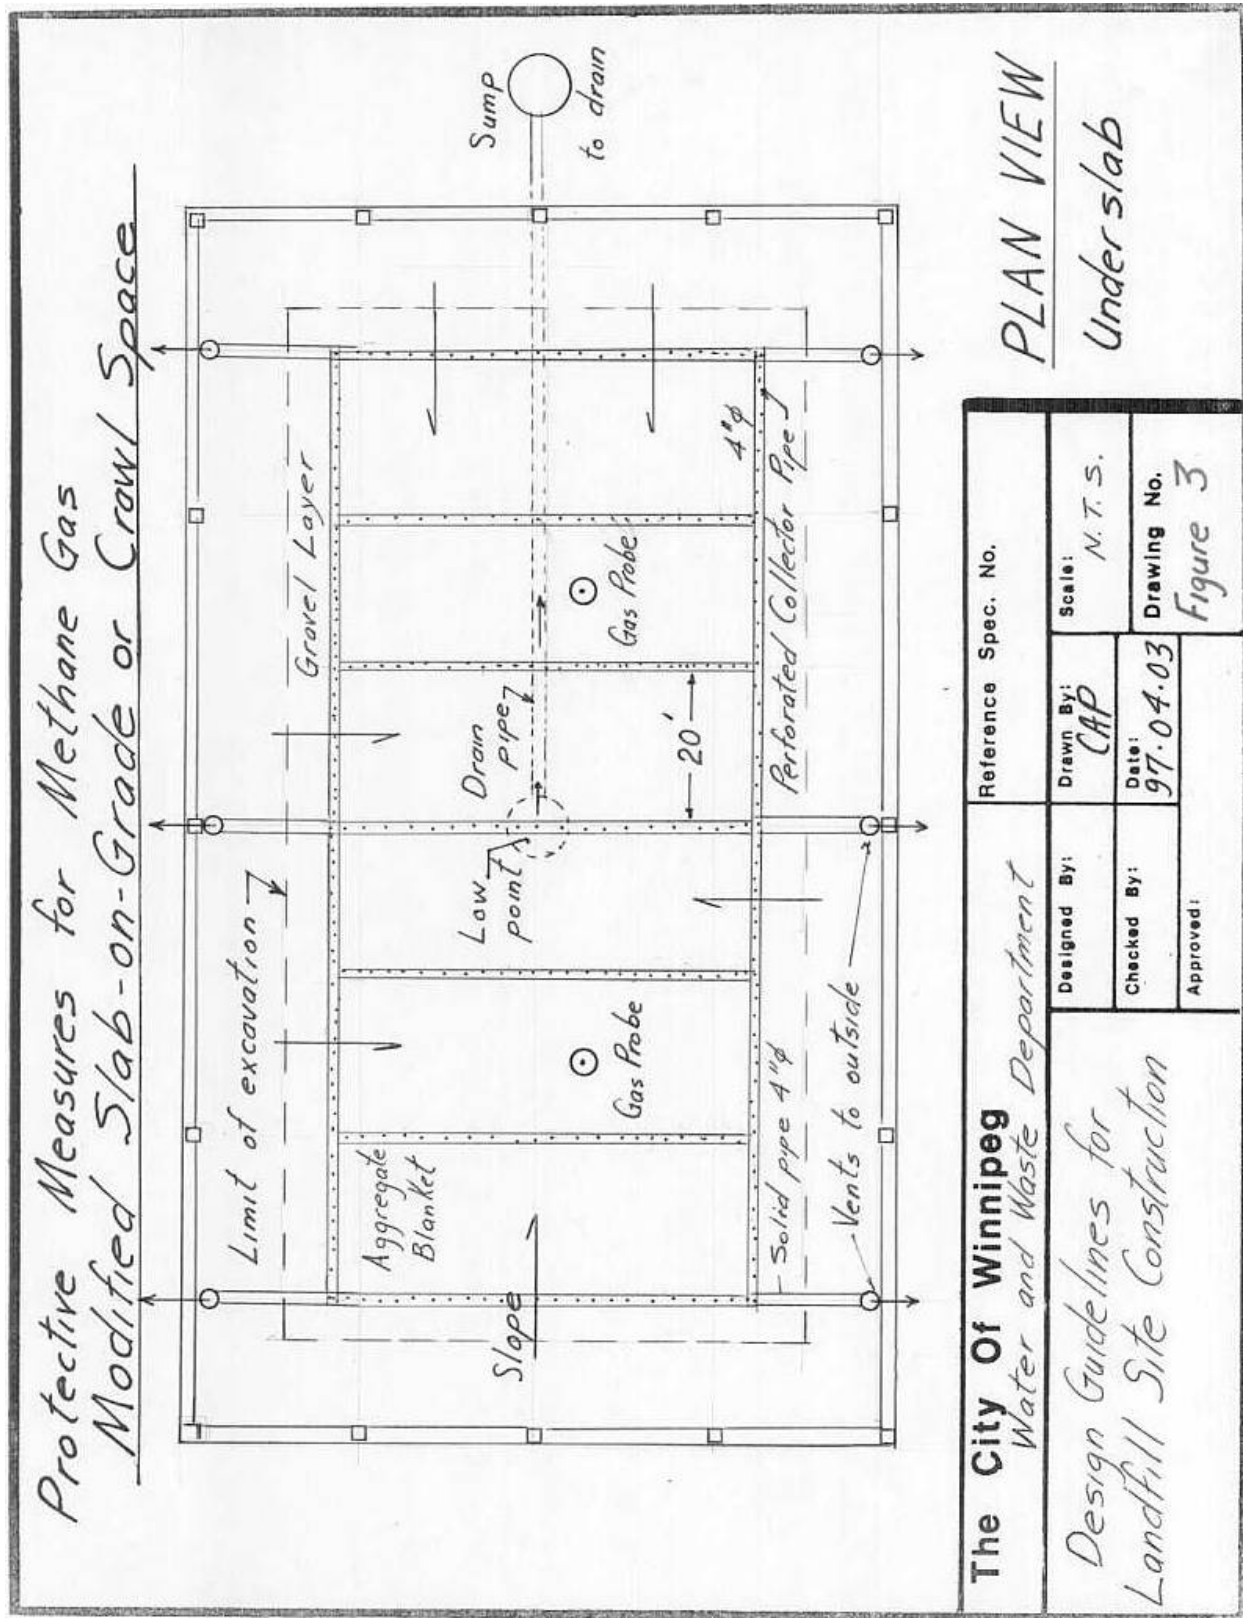 Protective Measures for Methane Gas
Modified Slab-on-Grade or Crawl Space
Limit of excavation
Gravel Layer
Aggregate
Blanket
Slope
Low
point
Drain
pipe
Sump
to drain
Gas Probe
Gas Probe
20'
4"φ
Perforated Collector Pipe
Solid pipe 4"φ
Vents to outside
PLAN VIEW
Under slab
The City Of Winnipeg
Water and Waste Department
Reference Spec. No.
Design Guidelines for
Landfill Site Construction
Designed By:
Drawn By:
CAP
Scale:
N.T.S.
Checked By:
Date:
97.04.03
Drawing No.
Figure 3
Approved: